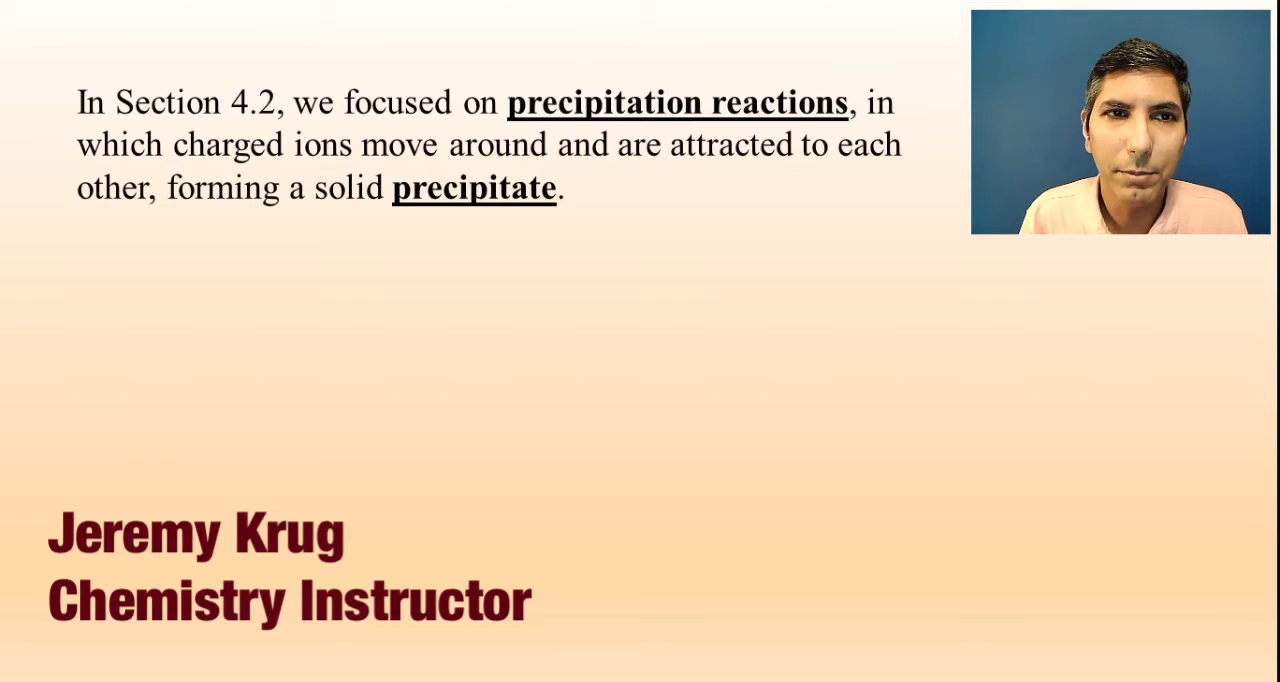 In Section 4.2, we focused on precipitation reactions, in
which charged ions move around and are attracted to each
other, forming a solid precipitate.
Jeremy Krug
Chemistry Instructor